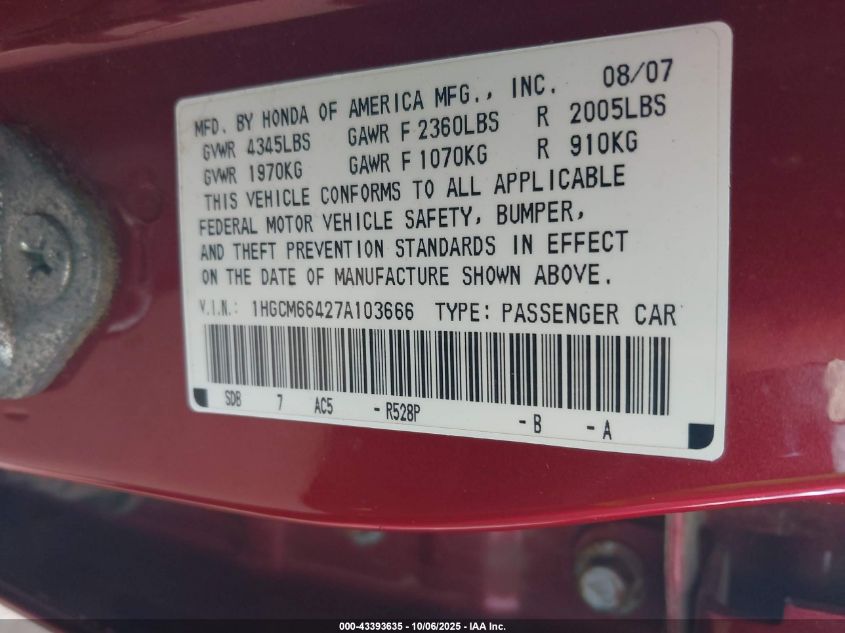 MFD. BY HONDA OF AMERICA MFG., INC. 08/07
GVWR 4345LBS GAWR F 2360LBS R 2005LBS
GVWR 1970KG GAWR F 1070KG R 910KG
THIS VEHICLE CONFORMS TO ALL APPLICABLE
FEDERAL MOTOR VEHICLE SAFETY, BUMPER,
AND THEFT PREVENTION STANDARDS IN EFFECT
ON THE DATE OF MANUFACTURE SHOWN ABOVE.
V.I.N.: 1HGCM66427A103666 TYPE: PASSENGER CAR
SDB 7 AC5 - R528P - B - A
000-43393635 - 10/06/2025 - IAA Inc.